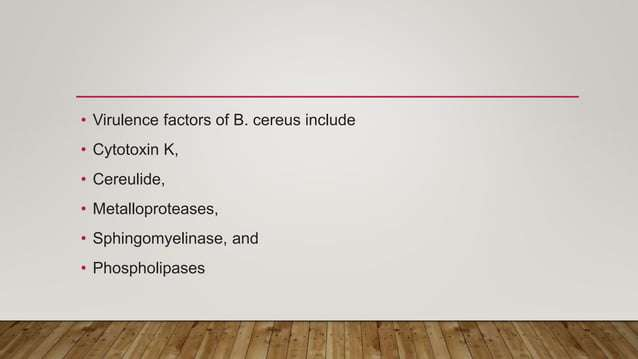 • Virulence factors of B. cereus include
• Cytotoxin K,
• Cereulide,
• Metalloproteases,
• Sphingomyelinase, and
• Phospholipases